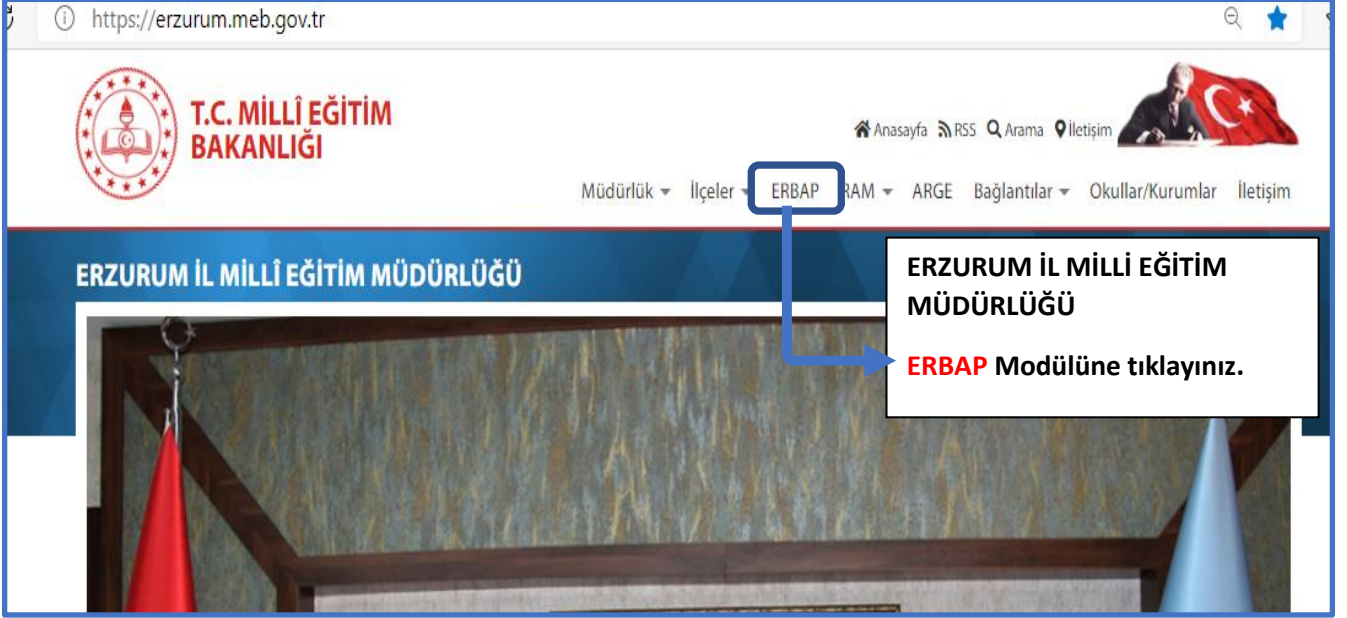 https://erzurum.meb.gov.tr
T.C. MİLLÎ EĞİTİM
BAKANLIĞI
Anasayfa RSS Arama İletişim
Müdürlük İlçeler ERBAP RAM ARGE Bağlantılar Okullar/Kurumlar İletişim
ERZURUM İL MİLLÎ EĞİTİM MÜDÜRLÜĞÜ
ERZURUM İL MİLLİ EĞİTİM
MÜDÜRLÜĞÜ
ERBAP Modülüne tıklayınız.